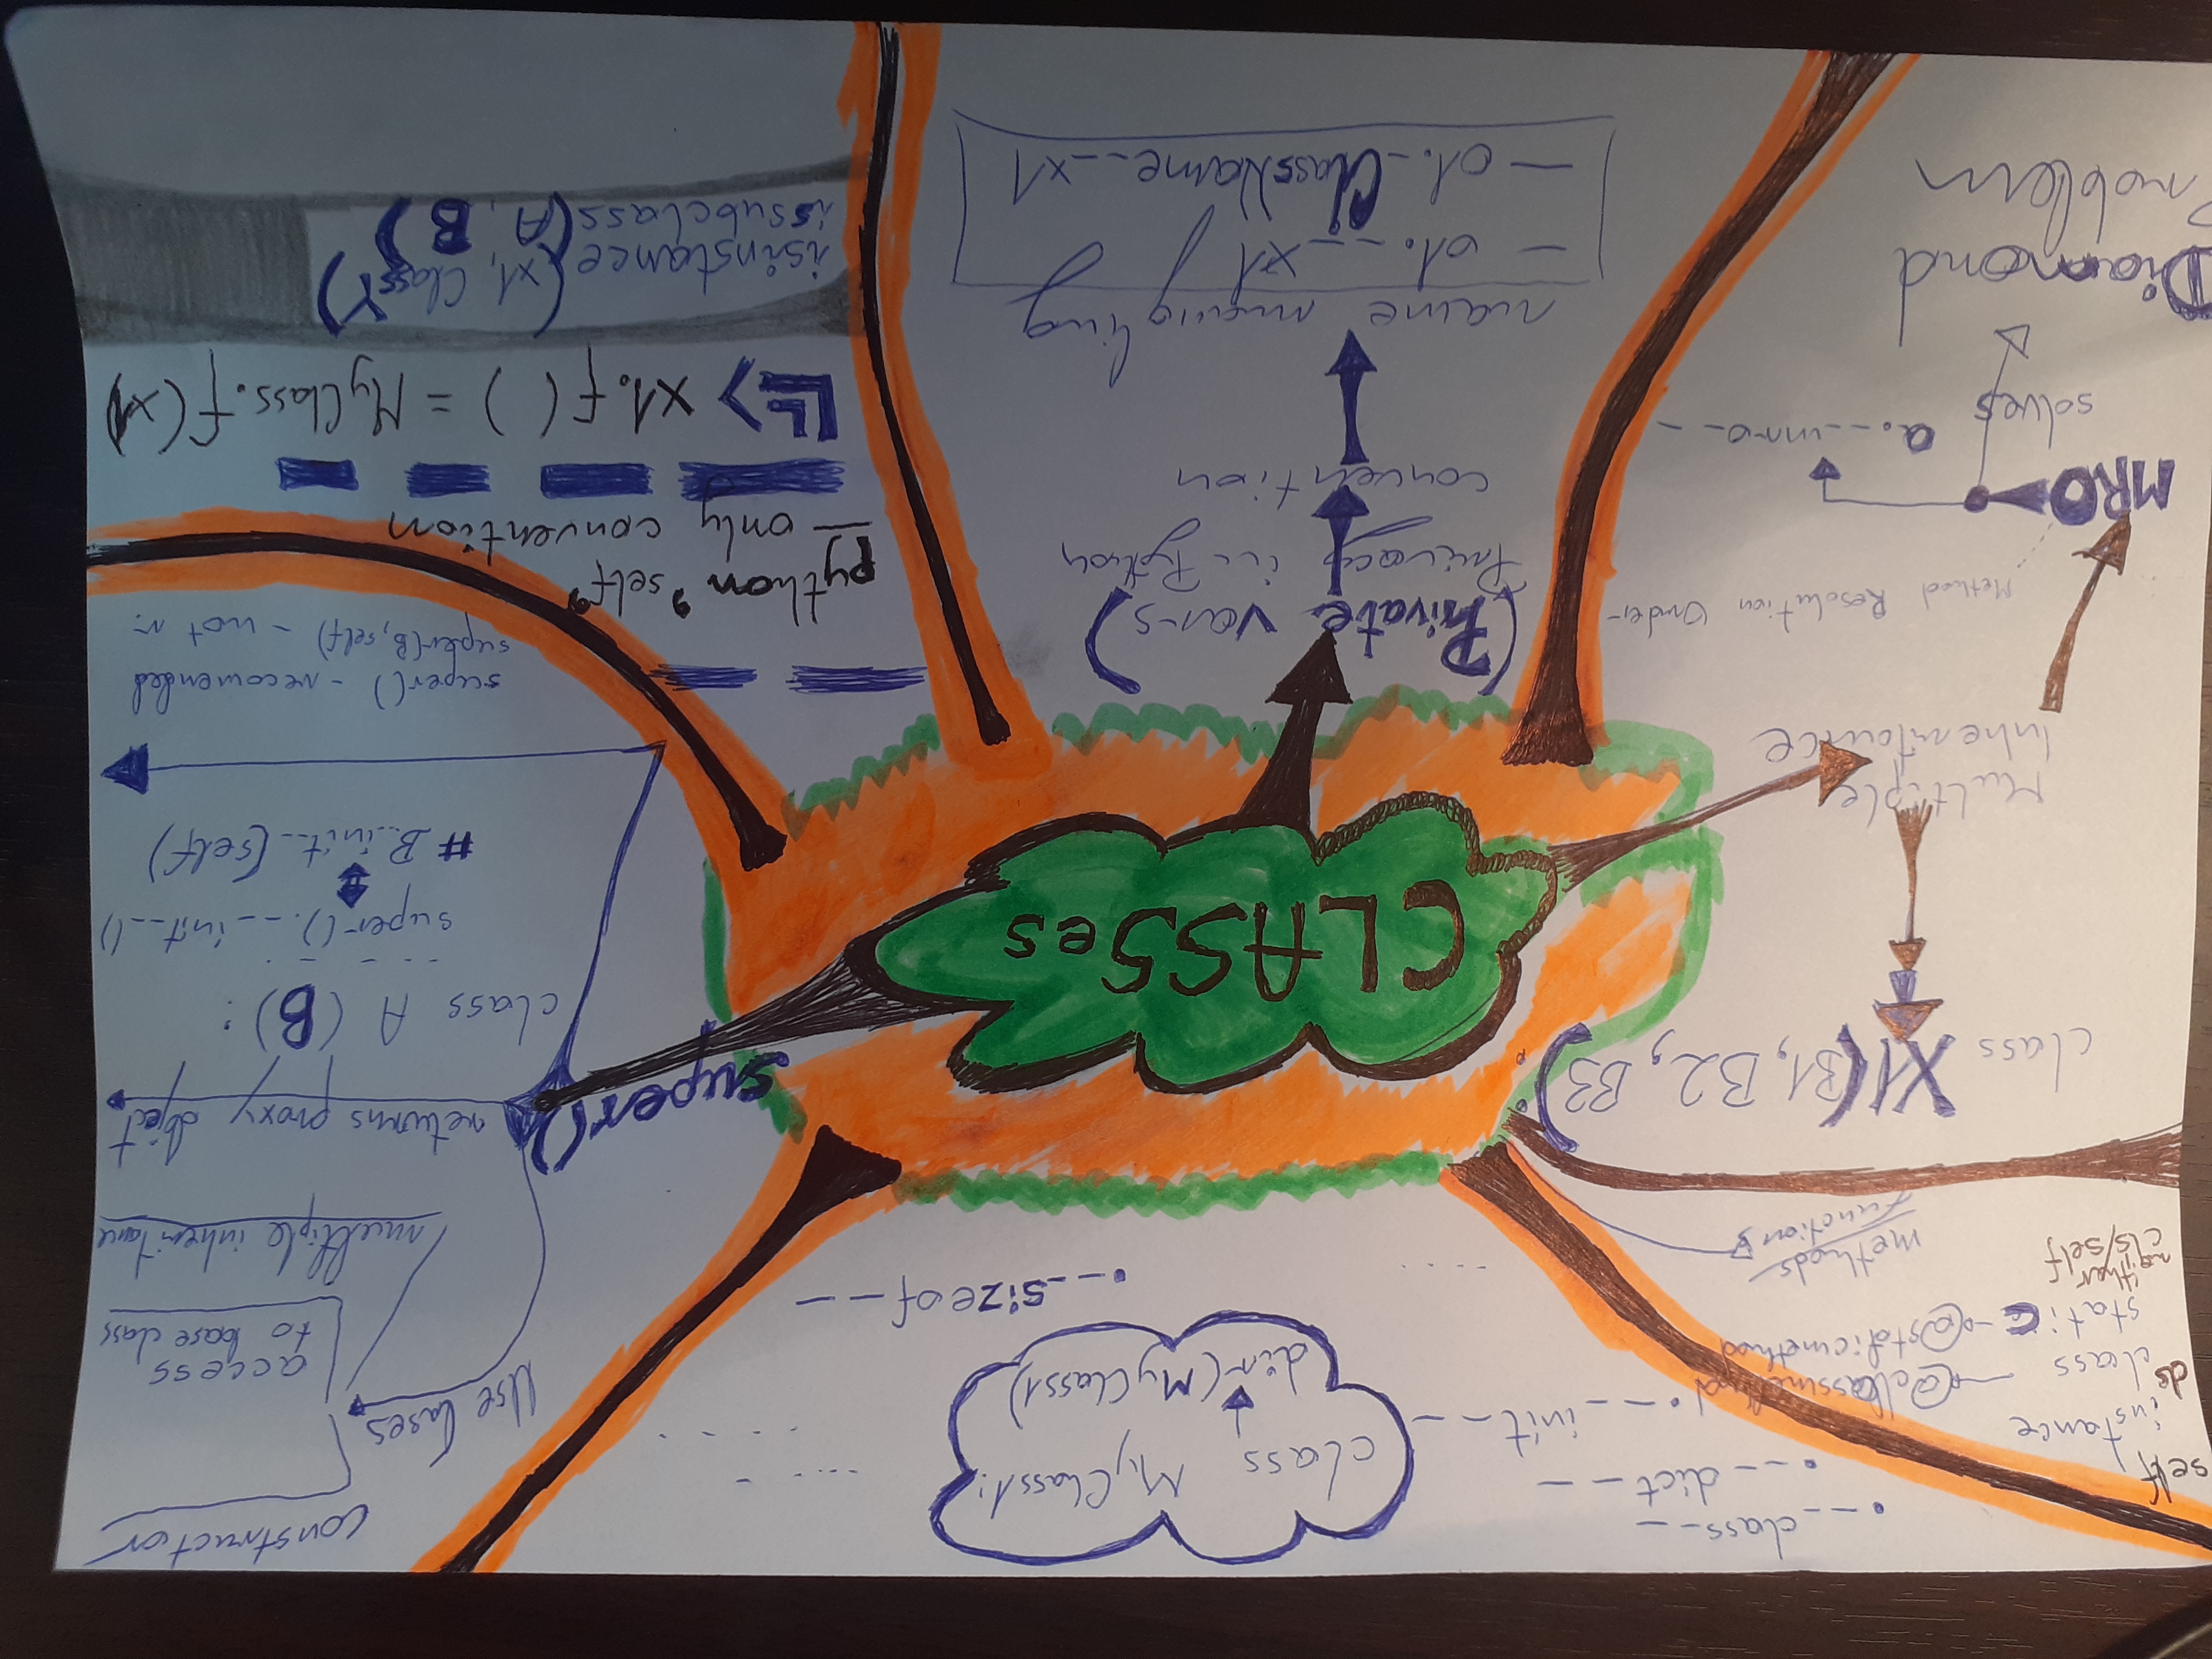 .__class__
.__dict__
.__init__
class MyClass1:
dir(MyClass1)
.__sizeof__
self
instance
cls
class → @classmethod
static → @staticmethod
neithar
cls/self
methods
functions
class X1(B1, B2, B3):
Multiple
Inheritance
Method Resolution Order
MRO
a.__mro__
solves
Diamond
Problem
CLASSes
(Private vars)
Privacy in Python
convention
name mangling
- o1.__x1
- o1._ClassName__x1
constructor
Use Cases
access
to base class
multiple inheritance
super()
returns proxy object
class A (B):
super().__init__()
# B__init__(self)
super() - recomended
super(B, self) - not r.
python 'self'
- only convention
x1.f( ) = MyClass.f(x1)
isinstance(x1, ClassY)
issubclass(A, B)